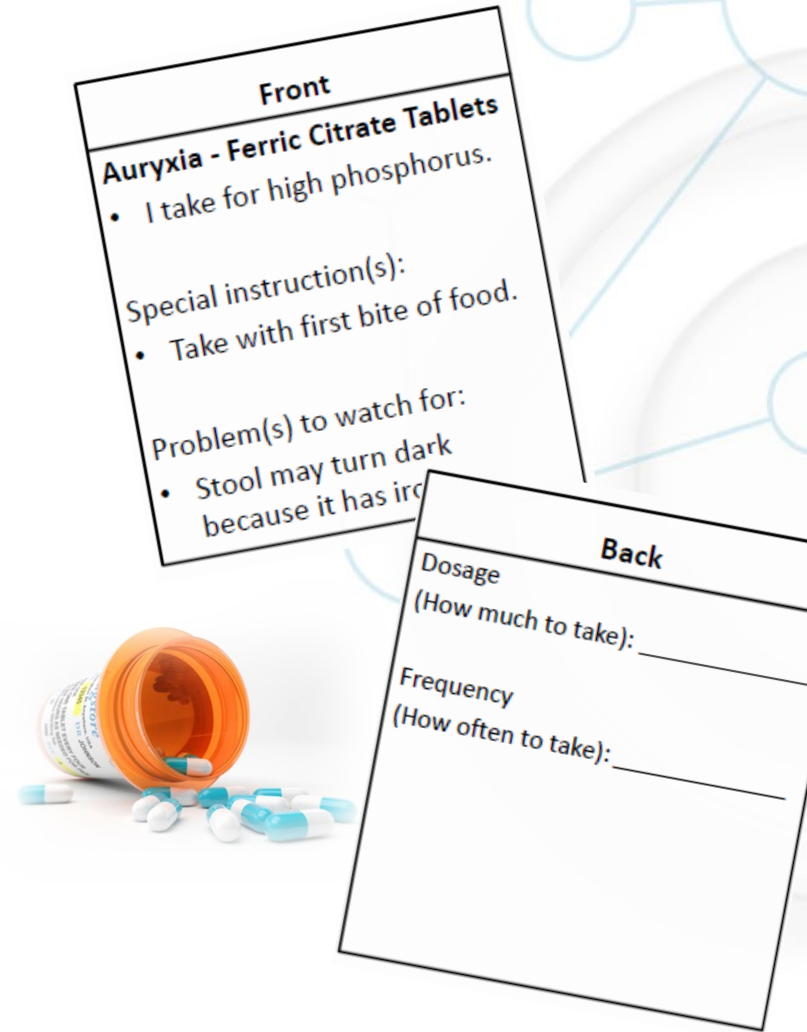 Front
Auryxia - Ferric Citrate Tablets
• I take for high phosphorus.
Special instruction(s):
• Take with first bite of food.
Problem(s) to watch for:
• Stool may turn dark
because it has
Back
Dosage
(How much to take): ____________
Frequency
(How often to take): ____________